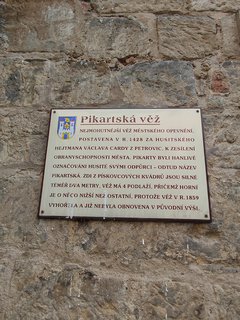 Pikartská věž
NEJMOHUTNĚJŠÍ VĚŽ MĚSTSKÉHO OPEVNĚNÍ,
POSTAVENA V R. 1428 ZA HUSITSKÉHO
HEJTMANA VÁCLAVA CARDY Z PETROVIC, K ZESÍLENÍ
OBRANYSCHOPNOSTI MĚSTA. PIKARTY BYLI HANLIVĚ
OZNAČOVÁNI HUSITÉ SVÝMI ODPŮRCI – ODTUD NÁZEV
PIKARTSKÁ. ZDI Z PÍSKOVCOVÝCH KVÁDRŮ JSOU SILNÉ
TÉMĚŘ DVA METRY, VĚŽ MÁ 4 PODLAŽÍ, PŘIČEMŽ HORNÍ
JE O NĚCO NIŽŠÍ NEŽ OSTATNÍ, PROTOŽE VĚŽ V R. 1859
VYHOŘELA A JIŽ NEBYLA OBNOVENA V PŮVODNÍ VÝŠI.